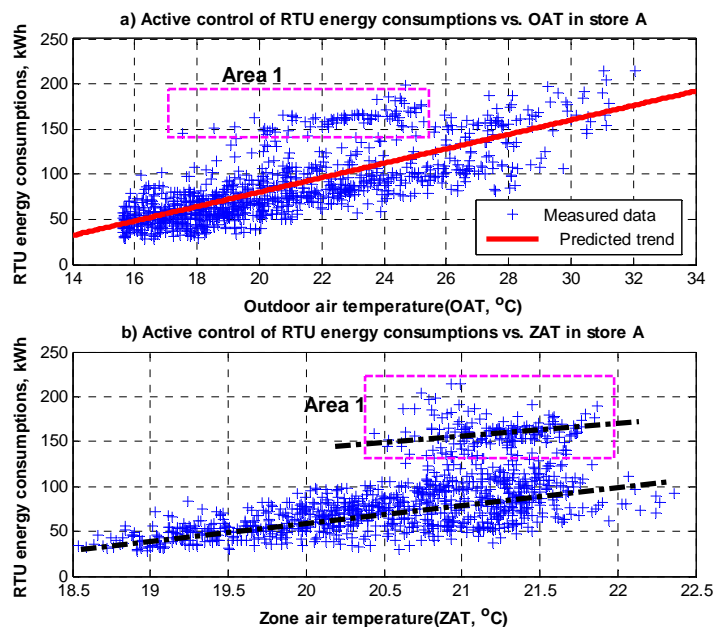 a) Active control of RTU energy consumptions vs. OAT in store A
RTU energy consumptions, kWh
250
200
150
100
50
0
Area 1
Measured data
Predicted trend
14 16 18 20 22 24 26 28 30 32 34
Outdoor air temperature(OAT, °C)
b) Active control of RTU energy consumptions vs. ZAT in store A
RTU energy consumptions, kWh
250
200
150
100
50
0
Area 1
18.5 19 19.5 20 20.5 21 21.5 22 22.5
Zone air temperature(ZAT, °C)